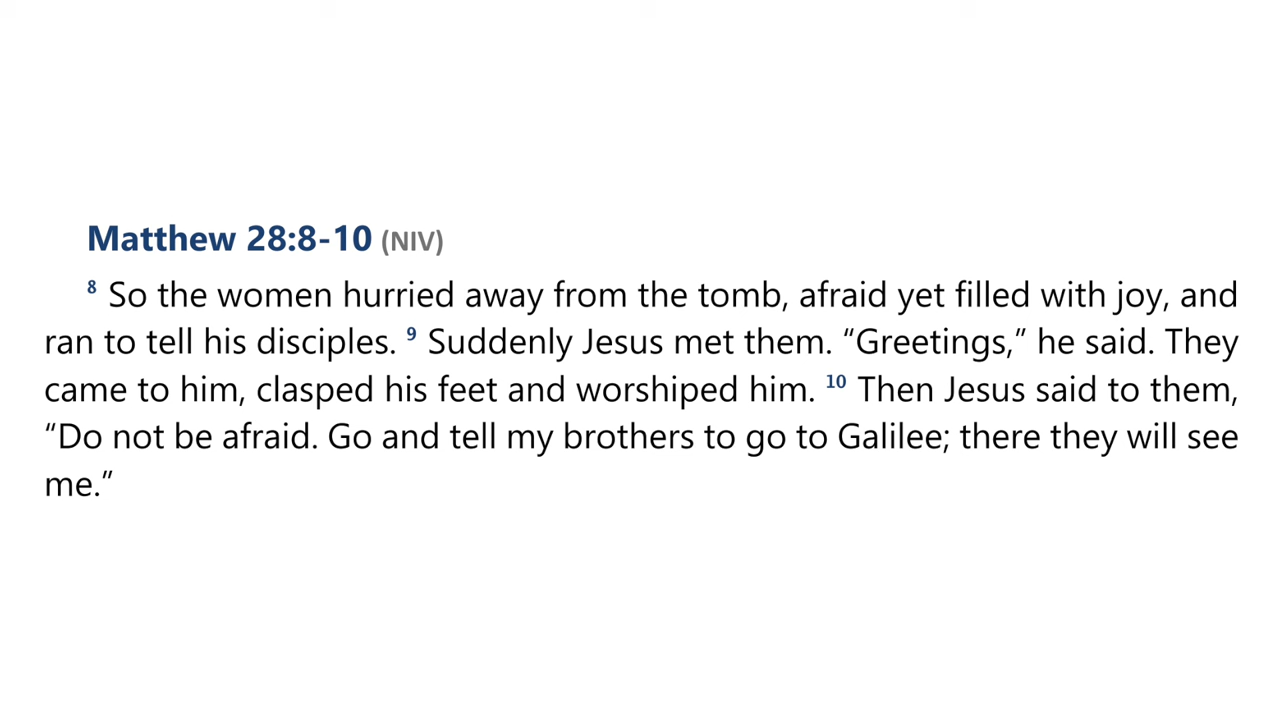 Matthew 28:8-10 (NIV)
8 So the women hurried away from the tomb, afraid yet filled with joy, and
ran to tell his disciples. 9 Suddenly Jesus met them. “Greetings,” he said. They
came to him, clasped his feet and worshiped him. 10 Then Jesus said to them,
“Do not be afraid. Go and tell my brothers to go to Galilee; there they will see
me.”